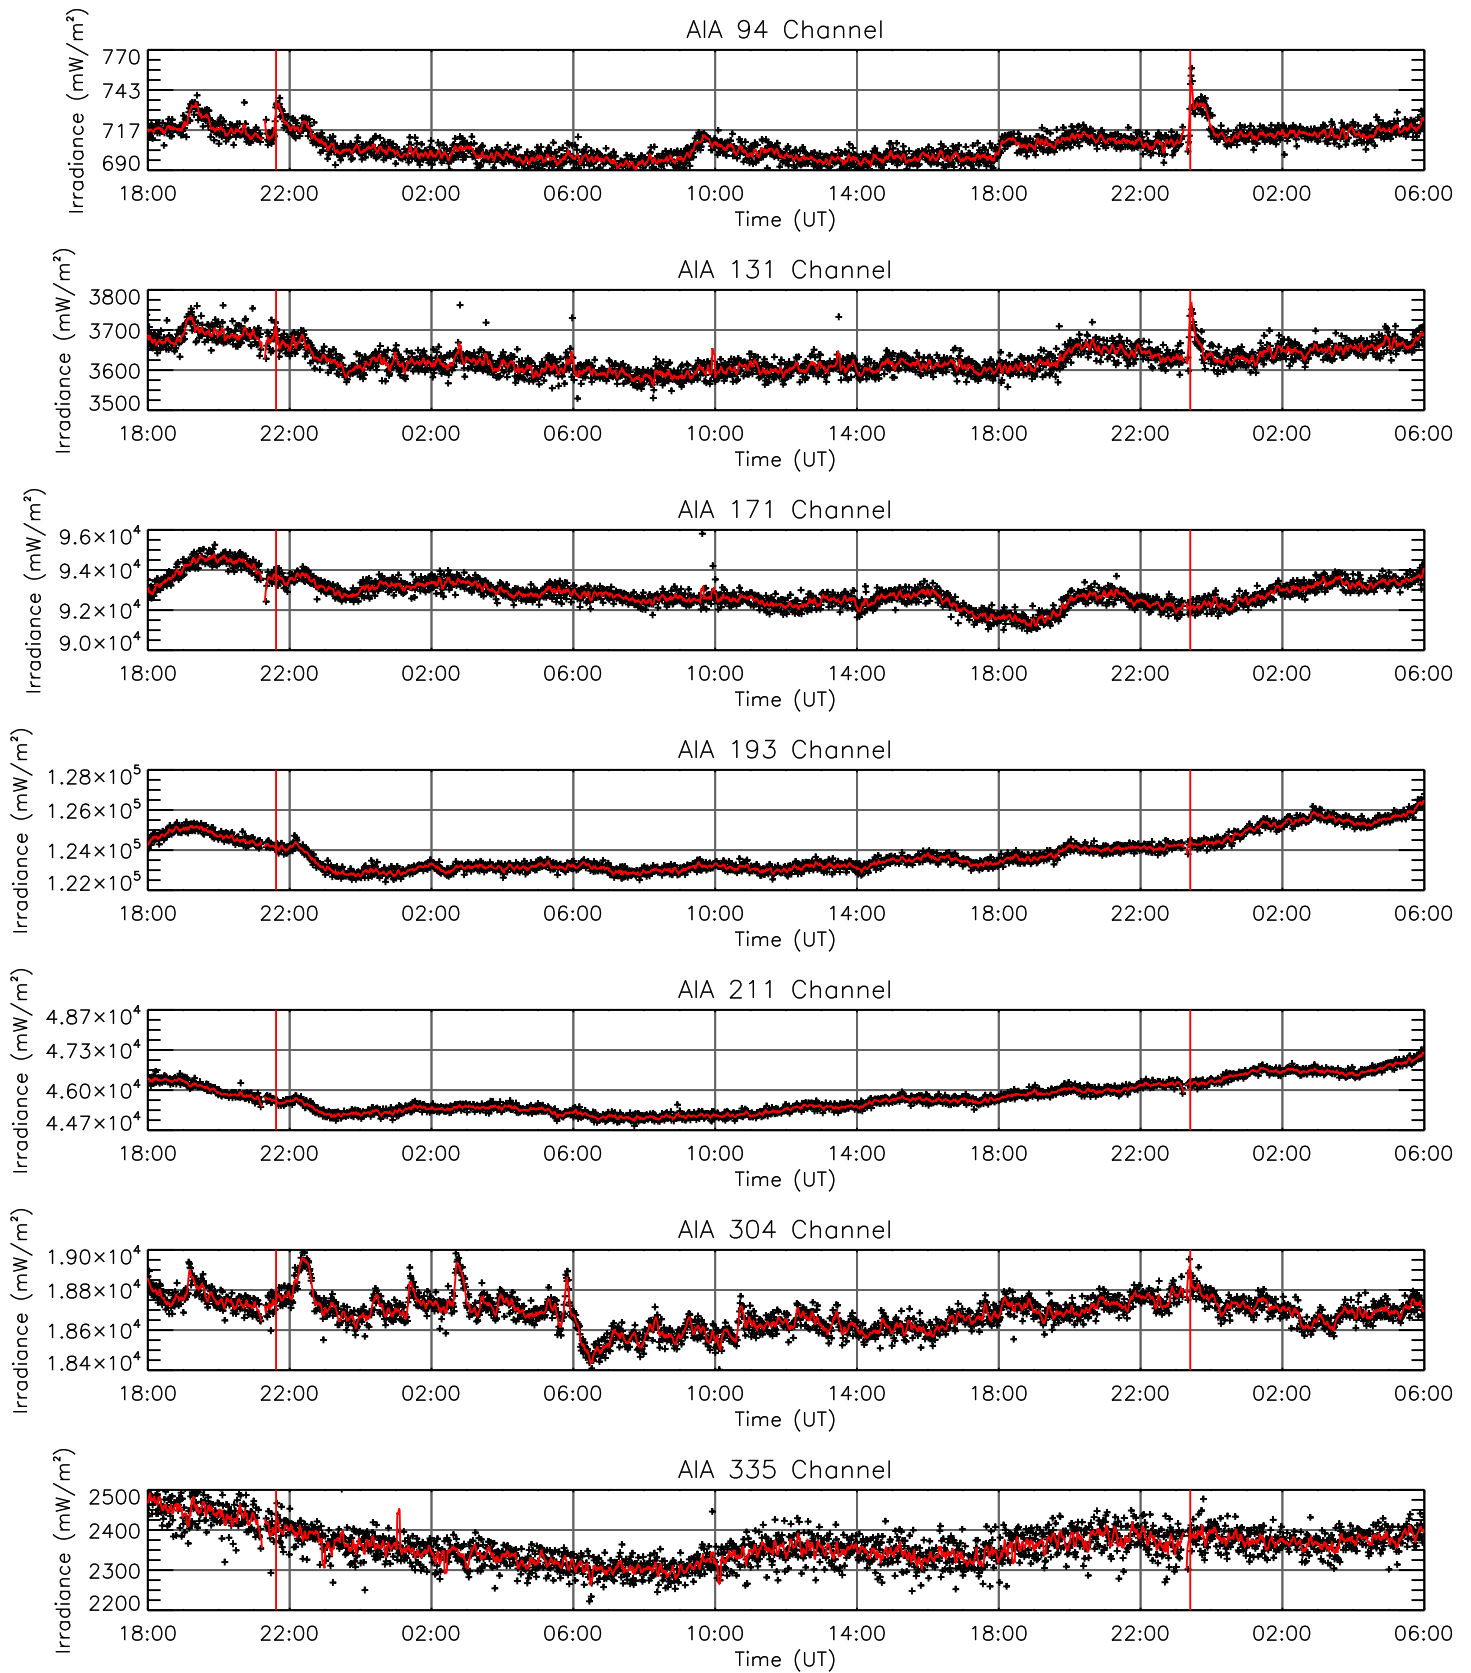 AIA 94 Channel
Irradiance (mW/m²)
770
743
717
690
18:00 22:00 02:00 06:00 10:00 14:00 18:00 22:00 02:00 06:00
Time (UT)
AIA 131 Channel
Irradiance (mW/m²)
3800
3700
3600
3500
18:00 22:00 02:00 06:00 10:00 14:00 18:00 22:00 02:00 06:00
Time (UT)
AIA 171 Channel
Irradiance (mW/m²)
9.6×10⁴
9.4×10⁴
9.2×10⁴
9.0×10⁴
18:00 22:00 02:00 06:00 10:00 14:00 18:00 22:00 02:00 06:00
Time (UT)
AIA 193 Channel
Irradiance (mW/m²)
1.28×10⁵
1.26×10⁵
1.24×10⁵
1.22×10⁵
18:00 22:00 02:00 06:00 10:00 14:00 18:00 22:00 02:00 06:00
Time (UT)
AIA 211 Channel
Irradiance (mW/m²)
4.87×10⁴
4.73×10⁴
4.60×10⁴
4.47×10⁴
18:00 22:00 02:00 06:00 10:00 14:00 18:00 22:00 02:00 06:00
Time (UT)
AIA 304 Channel
Irradiance (mW/m²)
1.90×10⁴
1.88×10⁴
1.86×10⁴
1.84×10⁴
18:00 22:00 02:00 06:00 10:00 14:00 18:00 22:00 02:00 06:00
Time (UT)
AIA 335 Channel
Irradiance (mW/m²)
2500
2400
2300
2200
18:00 22:00 02:00 06:00 10:00 14:00 18:00 22:00 02:00 06:00
Time (UT)